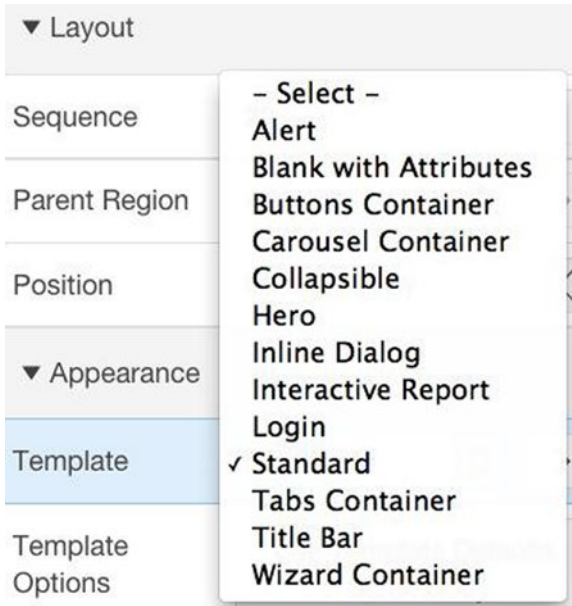 ▼ Layout
Sequence
Parent Region
Position
▼ Appearance
Template
Template
Options
– Select –
Alert
Blank with Attributes
Buttons Container
Carousel Container
Collapsible
Hero
Inline Dialog
Interactive Report
Login
✓ Standard
Tabs Container
Title Bar
Wizard Container